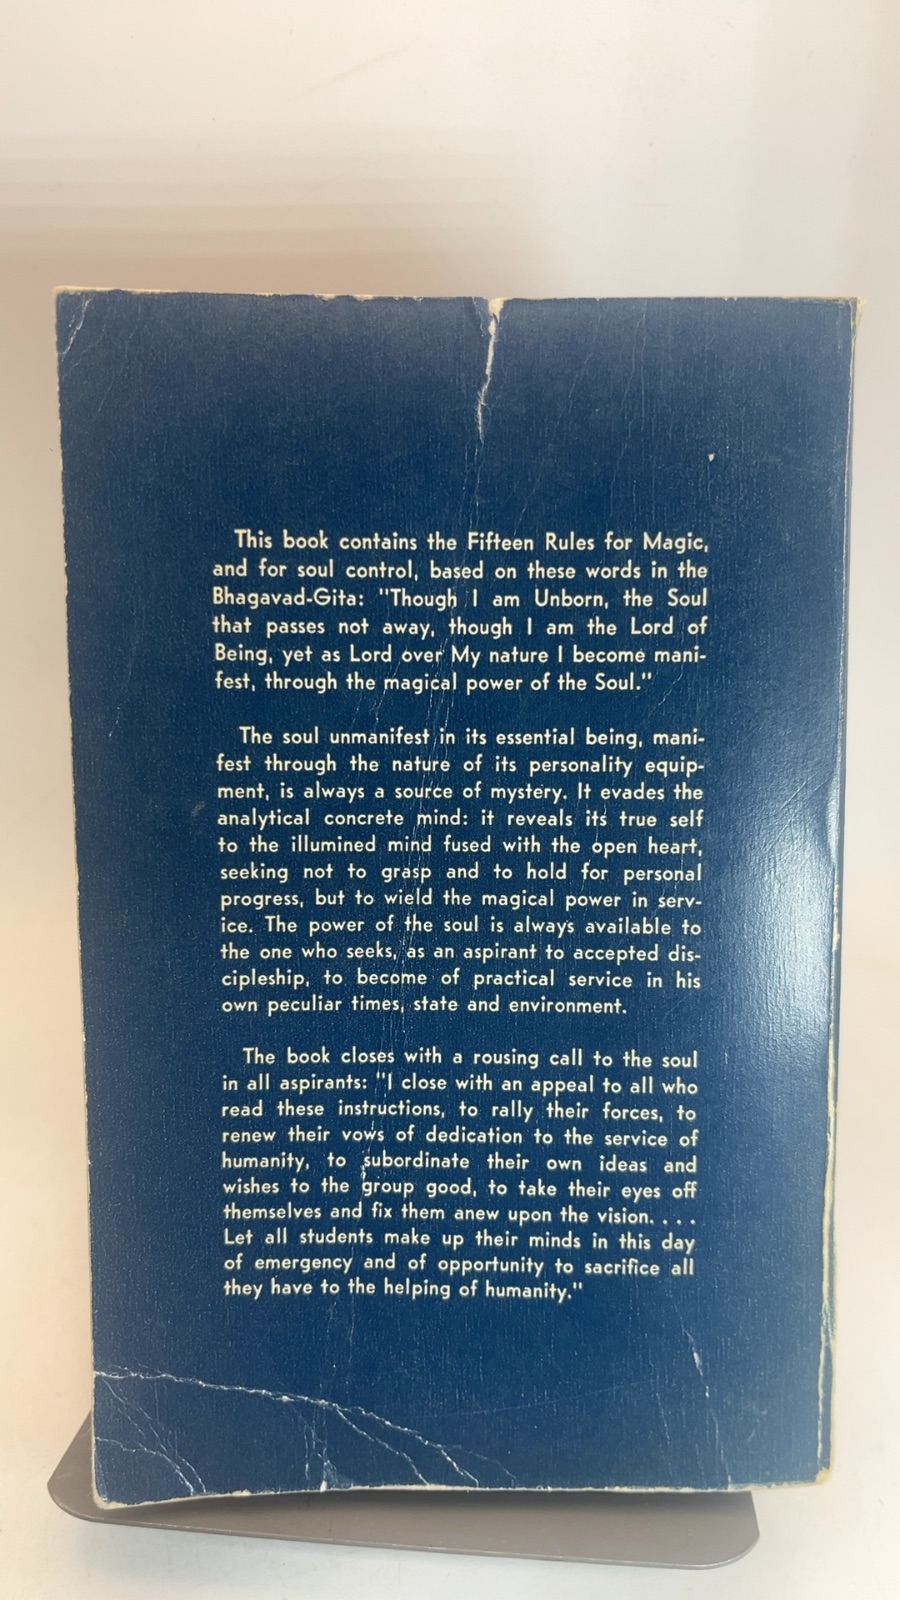 This book contains the Fifteen Rules for Magic,
and for soul control, based on these words in the
Bhagavad-Gita: "Though I am Unborn, the Soul
that passes not away, though I am the Lord of
Being, yet as Lord over My nature I become mani-
fest, through the magical power of the Soul."
The soul unmanifest in its essential being, mani-
fest through the nature of its personality equip-
ment, is always a source of mystery. It evades the
analytical concrete mind: it reveals its true self
to the illumined mind fused with the open heart,
seeking not to grasp and to hold for personal
progress, but to wield the magical power in serv-
ice. The power of the soul is always available to
the one who seeks, as an aspirant to accepted dis-
cipleship, to become of practical service in his
own peculiar times, state and environment.
The book closes with a rousing call to the soul
in all aspirants: "I close with an appeal to all who
read these instructions, to rally their forces, to
renew their vows of dedication to the service of
humanity, to subordinate their own ideas and
wishes to the group good, to take their eyes off
themselves and fix them anew upon the vision. . . .
Let all students make up their minds in this day
of emergency and of opportunity to sacrifice all
they have to the helping of humanity."